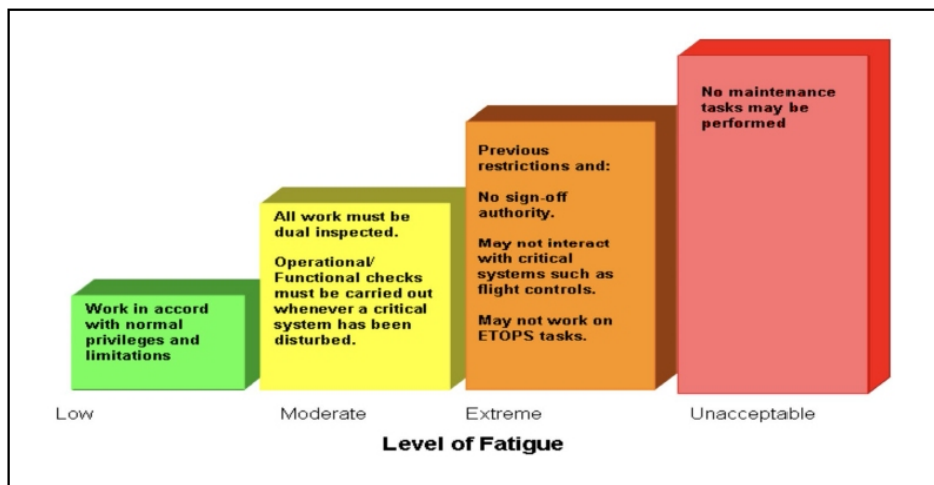 Work in accord
with normal
privileges and
limitations
All work must be
dual inspected.
Operational/
Functional checks
must be carried out
whenever a critical
system has been
disturbed.
Previous
restrictions and:
No sign-off
authority.
May not interact
with critical
systems such as
flight controls.
May not work on
ETOPS tasks.
No maintenance
tasks may be
performed
Low
Moderate
Extreme
Unacceptable
Level of Fatigue